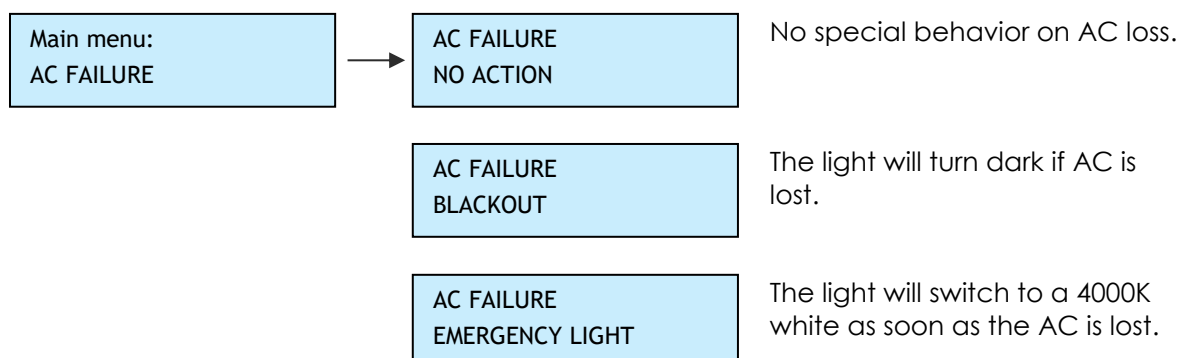 Main menu:
AC FAILURE
AC FAILURE
NO ACTION
No special behavior on AC loss.
AC FAILURE
BLACKOUT
The light will turn dark if AC is
lost.
AC FAILURE
EMERGENCY LIGHT
The light will switch to a 4000K
white as soon as the AC is lost.